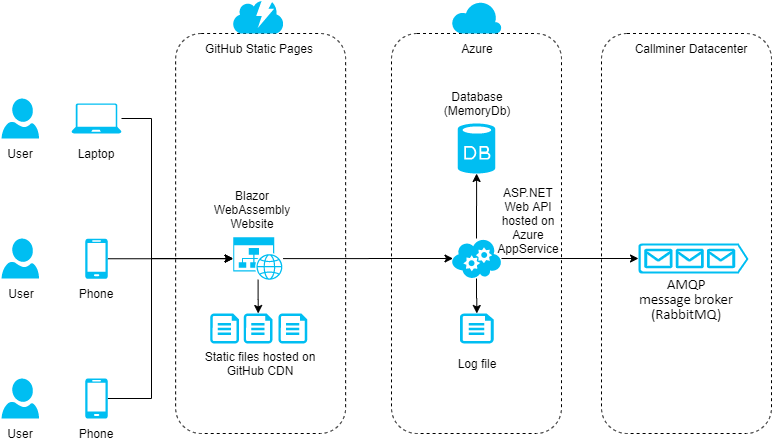 GitHub Static Pages
Azure
Callminer Datacenter
User
Laptop
User
Phone
User
Phone
Blazor
WebAssembly
Website
Static files hosted on
GitHub CDN
Database
(MemoryDb)
DB
ASP.NET
Web API
hosted on
Azure
AppService
Log file
AMQP
message broker
(RabbitMQ)